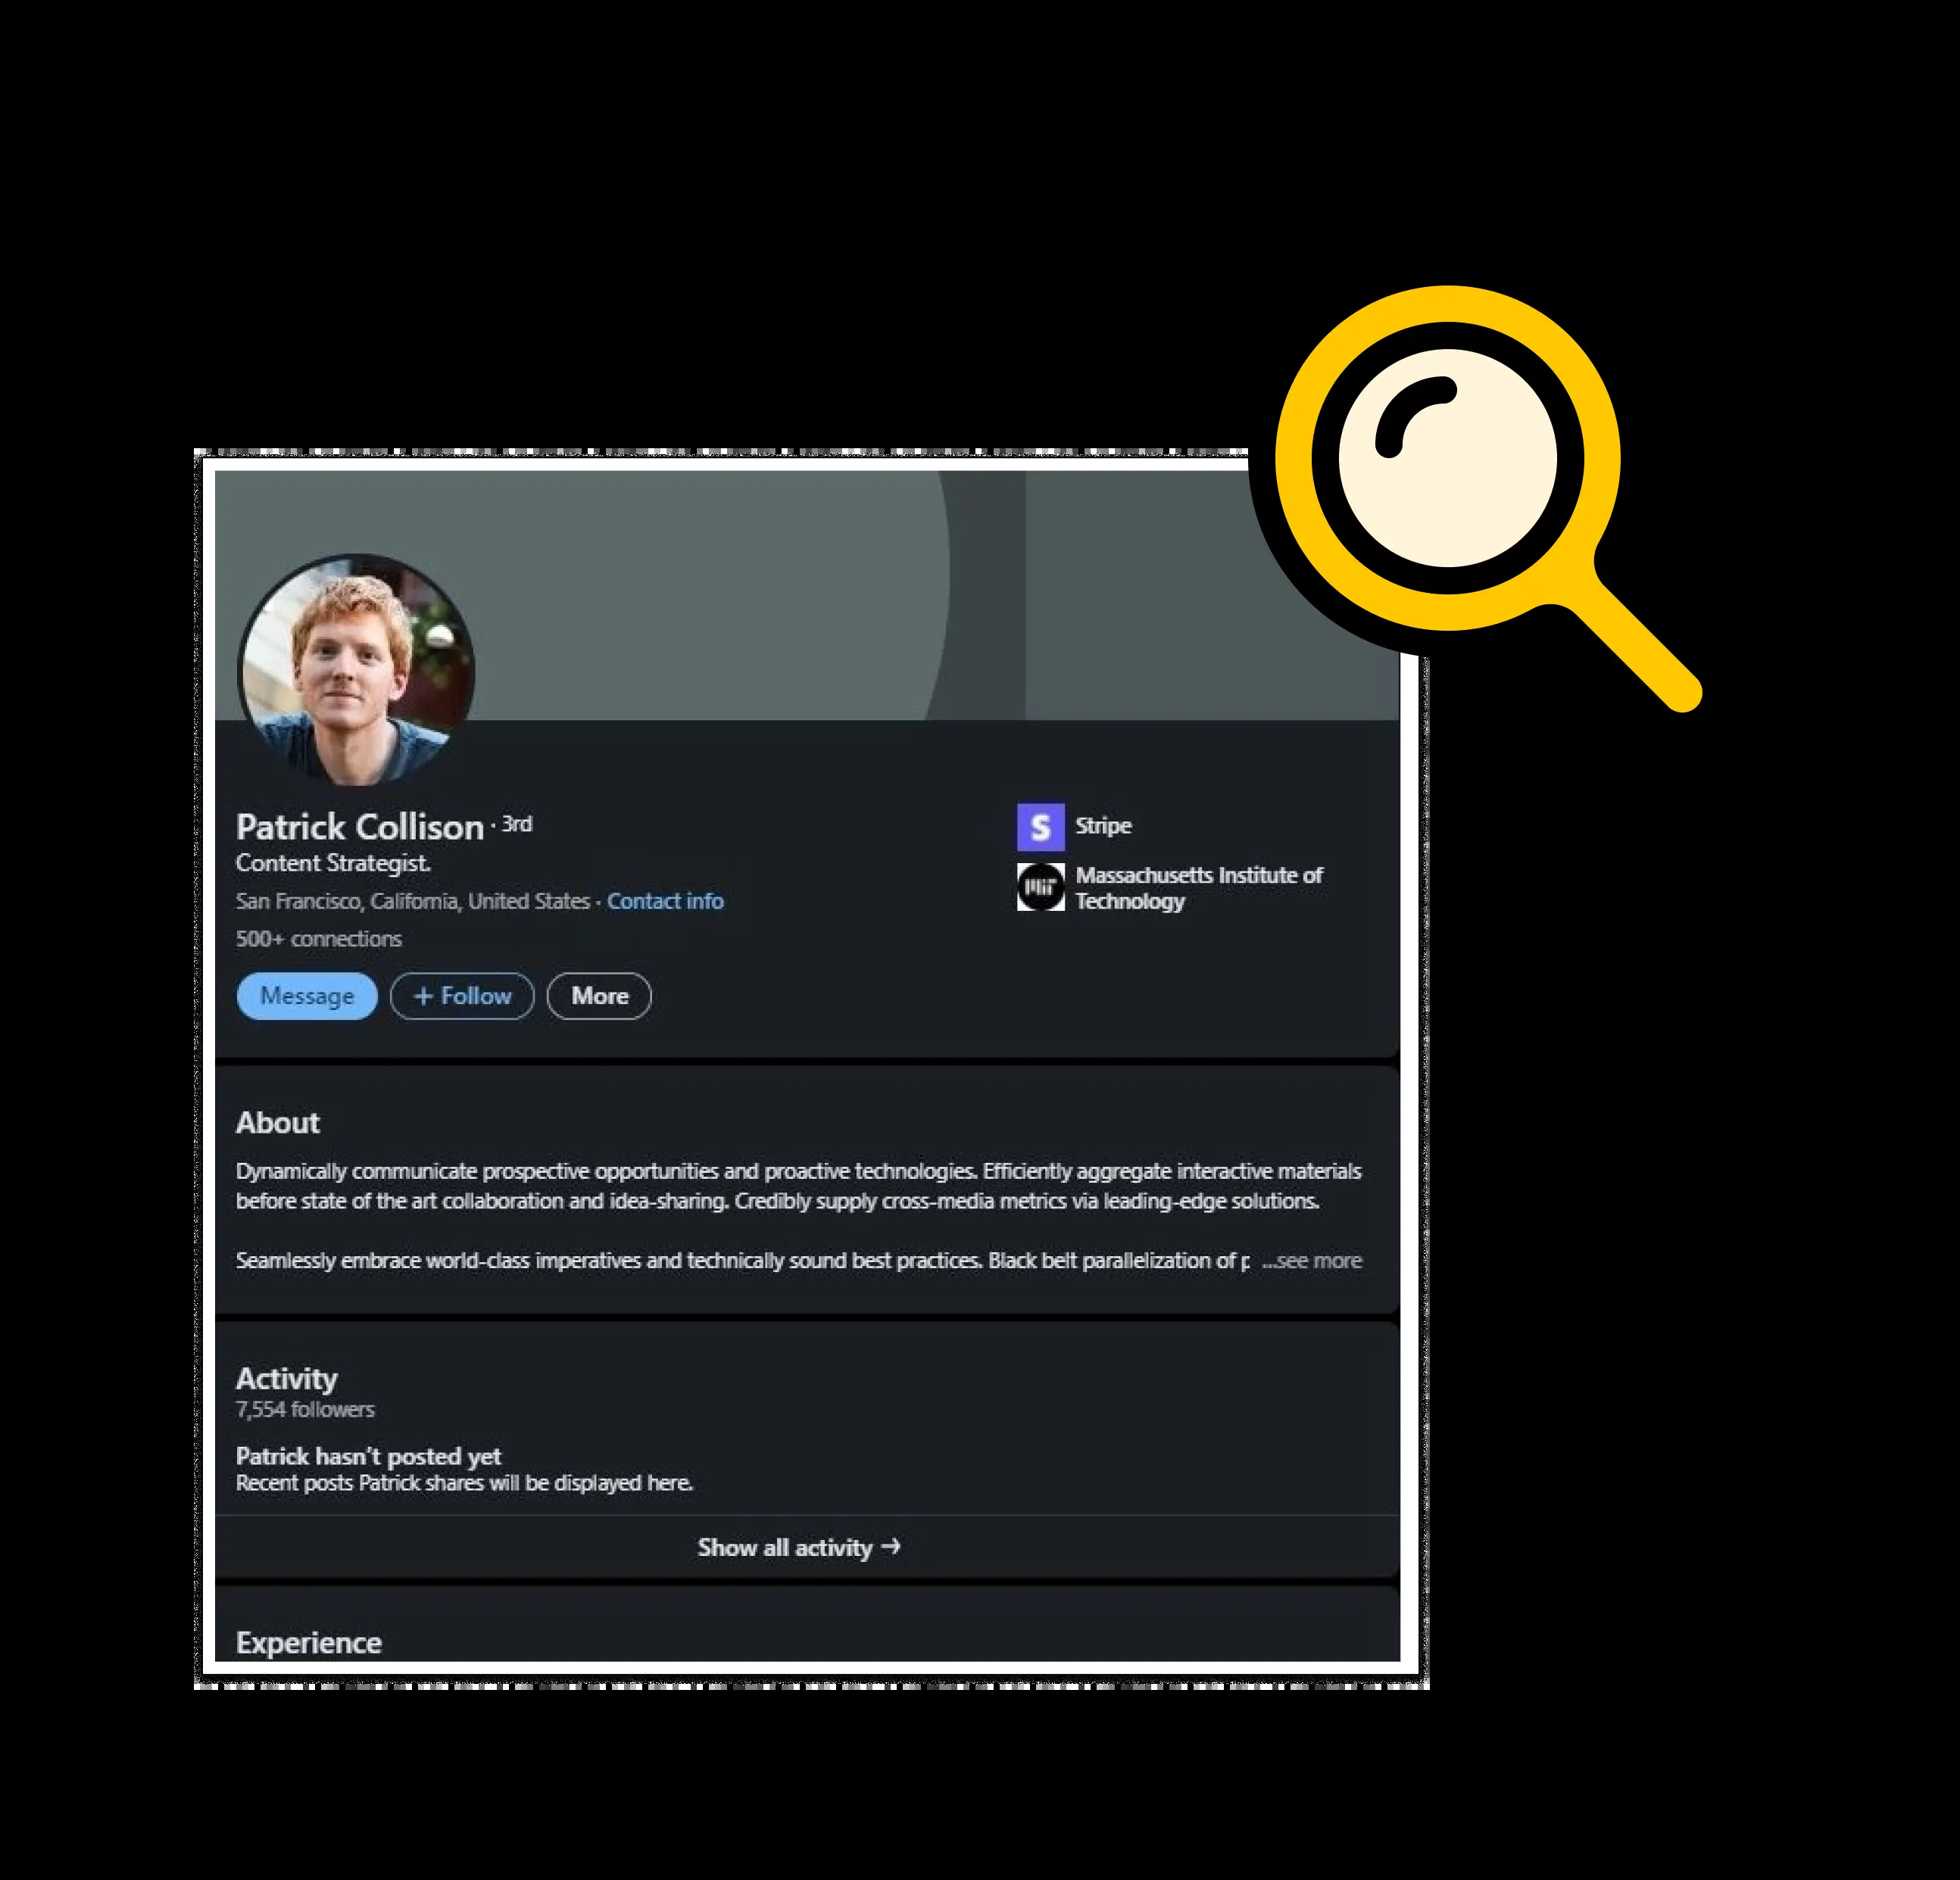 Patrick Collison · 3rd
Content Strategist.
San Francisco, California, United States · Contact info
500+ connections
Message
+ Follow
More
S
Stripe
MIT
Massachusetts Institute of
Technology
About
Dynamically communicate prospective opportunities and proactive technologies. Efficiently aggregate interactive materials
before state of the art collaboration and idea-sharing. Credibly supply cross-media metrics via leading-edge solutions.
Seamlessly embrace world-class imperatives and technically sound best practices. Black belt parallelization of p ...see more
Activity
7,554 followers
Patrick hasn't posted yet
Recent posts Patrick shares will be displayed here.
Show all activity →
Experience